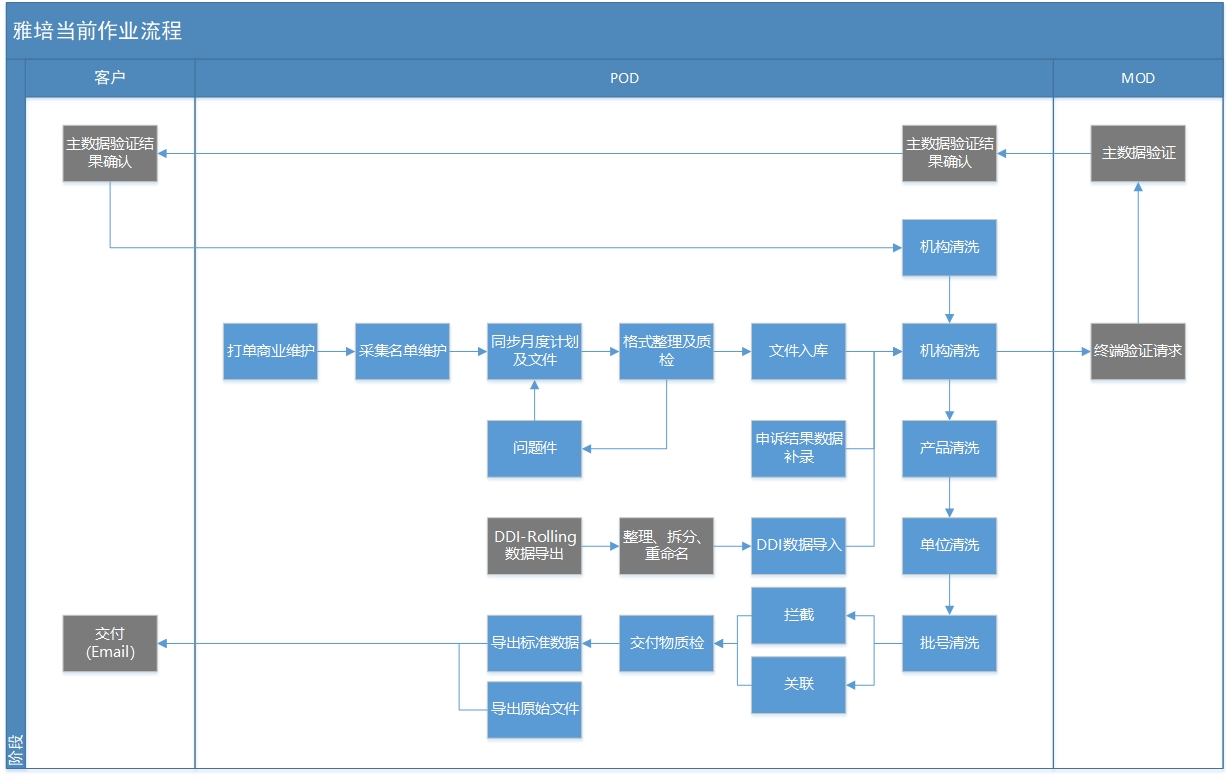 雅培当前作业流程
客户
POD
MOD
主数据验证结
果确认
主数据验证结
果确认
主数据验证
机构清洗
打单商业维护
采集名单维护
同步月度计划
及文件
格式整理及质
检
文件入库
机构清洗
终端验证请求
问题件
申诉结果数据
补录
产品清洗
DDI-Rolling
数据导出
整理、拆分、
重命名
DDI数据导入
单位清洗
拦截
交付
(Email)
导出标准数据
交付物质检
批号清洗
关联
导出原始文件
阶段